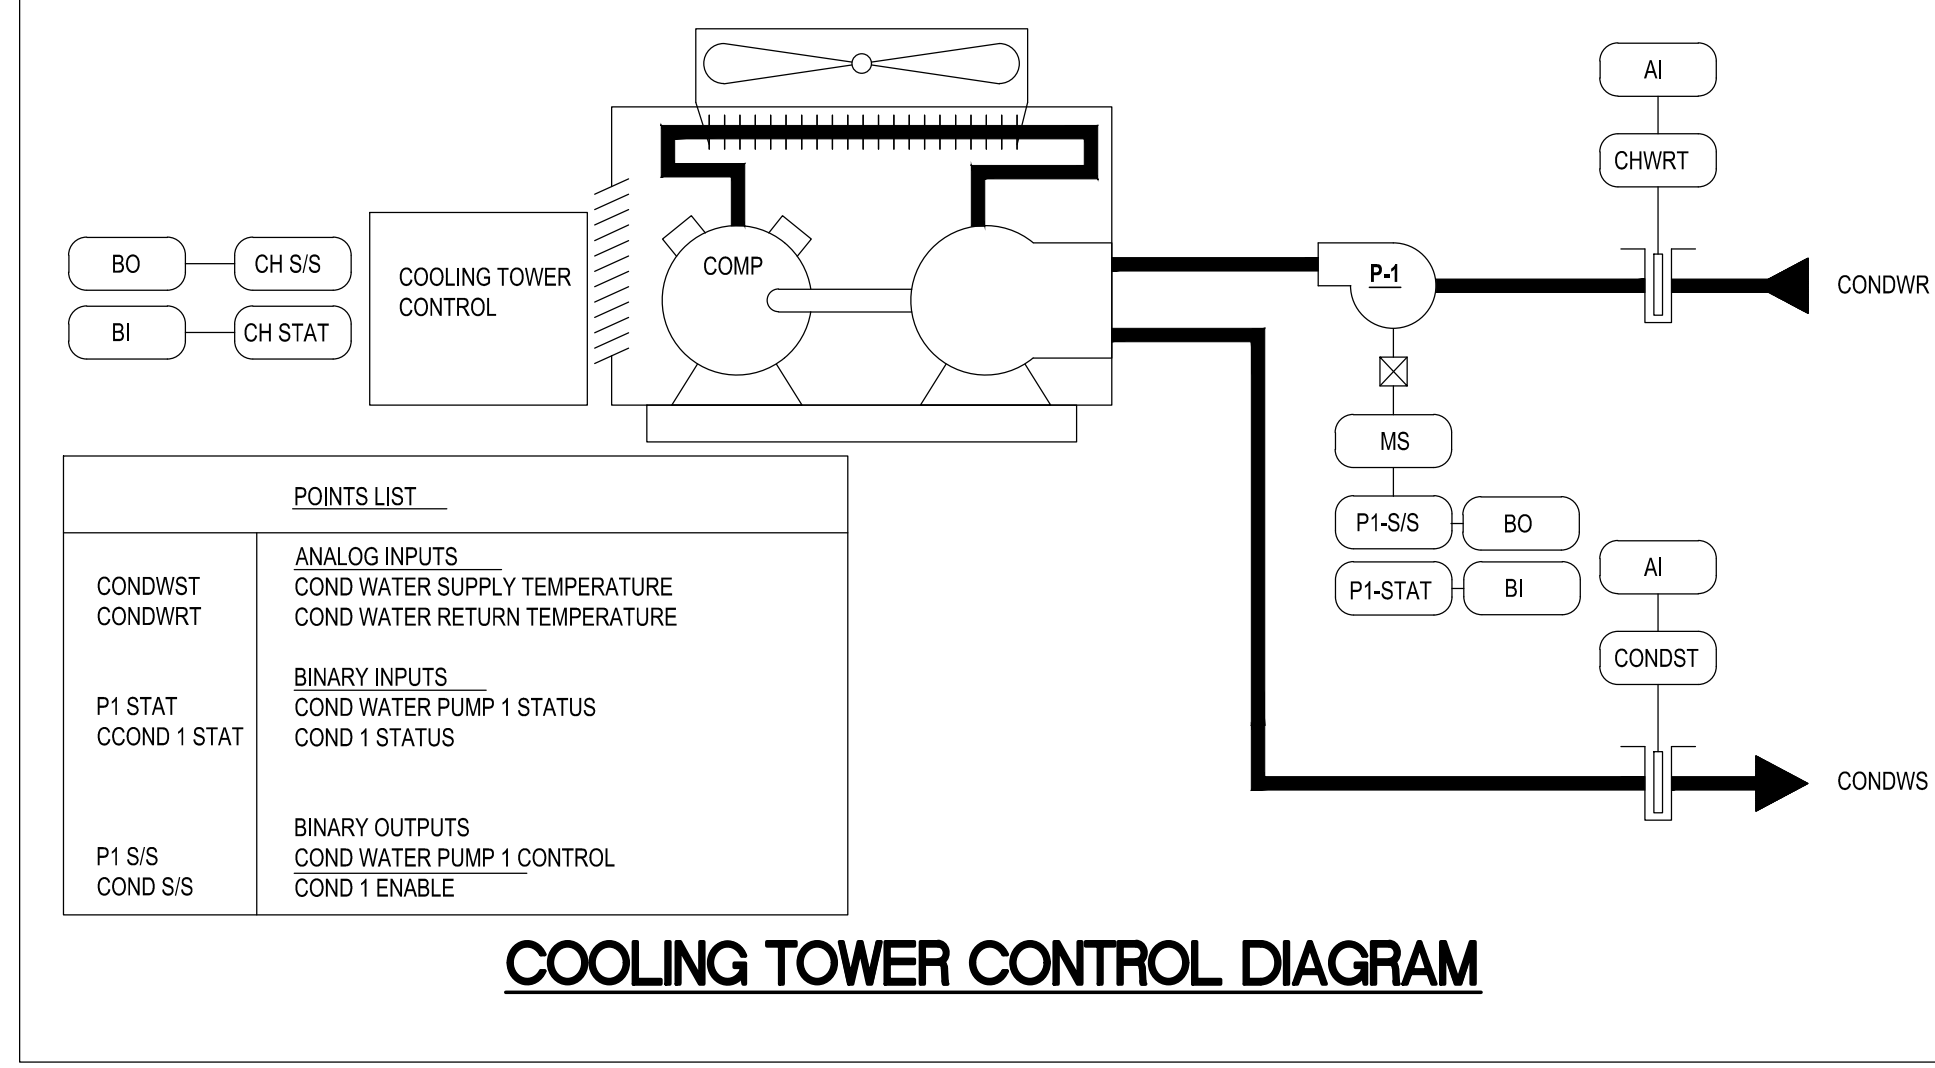 AI
CHWRT
CONDWR
BO
CH S/S
BI
CH STAT
COOLING TOWER
CONTROL
COMP
P-1
MS
P1-S/S
BO
P1-STAT
BI
AI
CONDST
CONDWS
POINTS LIST
ANALOG INPUTS
CONDWST COND WATER SUPPLY TEMPERATURE
CONDWRT COND WATER RETURN TEMPERATURE
BINARY INPUTS
P1 STAT COND WATER PUMP 1 STATUS
CCOND 1 STAT COND 1 STATUS
BINARY OUTPUTS
P1 S/S COND WATER PUMP 1 CONTROL
COND S/S COND 1 ENABLE
COOLING TOWER CONTROL DIAGRAM